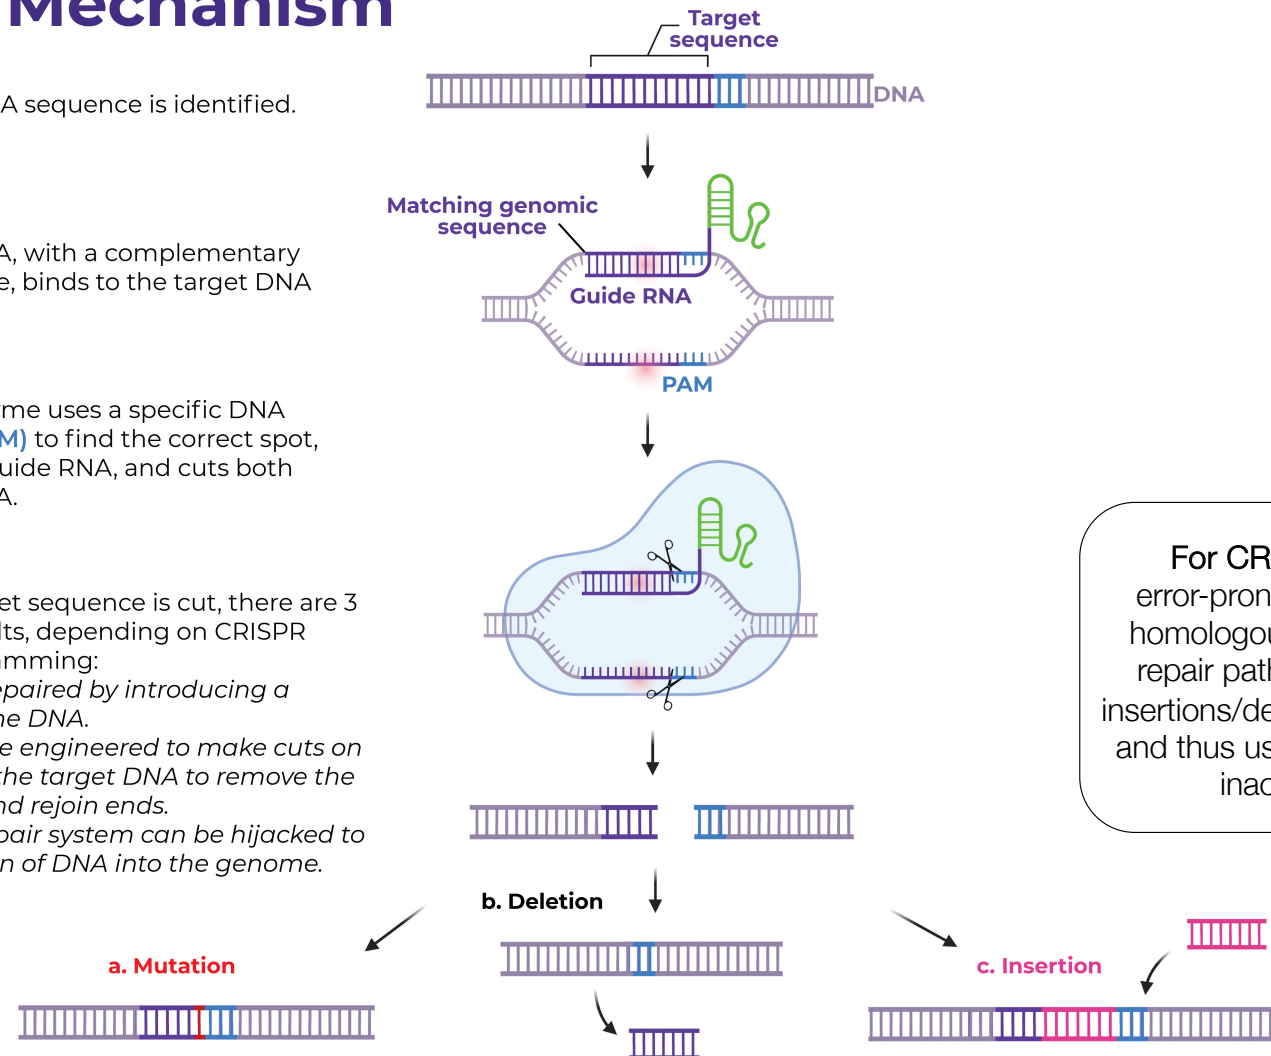 Mechanism
Target
sequence
DNA
A sequence is identified.
Matching genomic
sequence
A, with a complementary
e, binds to the target DNA
Guide RNA
PAM
yme uses a specific DNA
M) to find the correct spot,
uide RNA, and cuts both
A.
For CR
error-pron
homologou
repair path
insertions/de
and thus us
inac
et sequence is cut, there are 3
lts, depending on CRISPR
amming:
epaired by introducing a
he DNA.
e engineered to make cuts on
the target DNA to remove the
nd rejoin ends.
pair system can be hijacked to
n of DNA into the genome.
b. Deletion
a. Mutation
c. Insertion